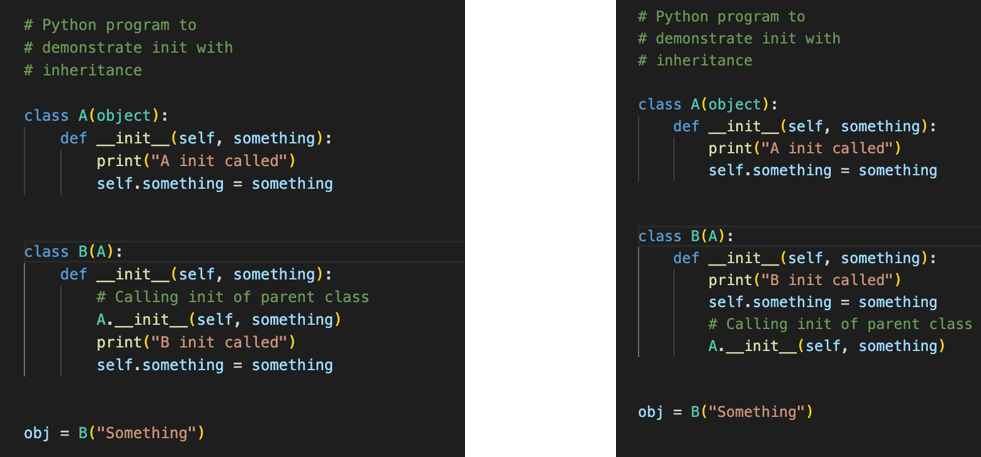 # Python program to
# demonstrate init with
# inheritance
class A(object):
def __init__(self, something):
print("A init called")
self.something = something
class B(A):
def __init__(self, something):
# Calling init of parent class
A.__init__(self, something)
print("B init called")
self.something = something
obj = B("Something")
# Python program to
# demonstrate init with
# inheritance
class A(object):
def __init__(self, something):
print("A init called")
self.something = something
class B(A):
def __init__(self, something):
print("B init called")
self.something = something
# Calling init of parent class
A.__init__(self, something)
obj = B("Something")